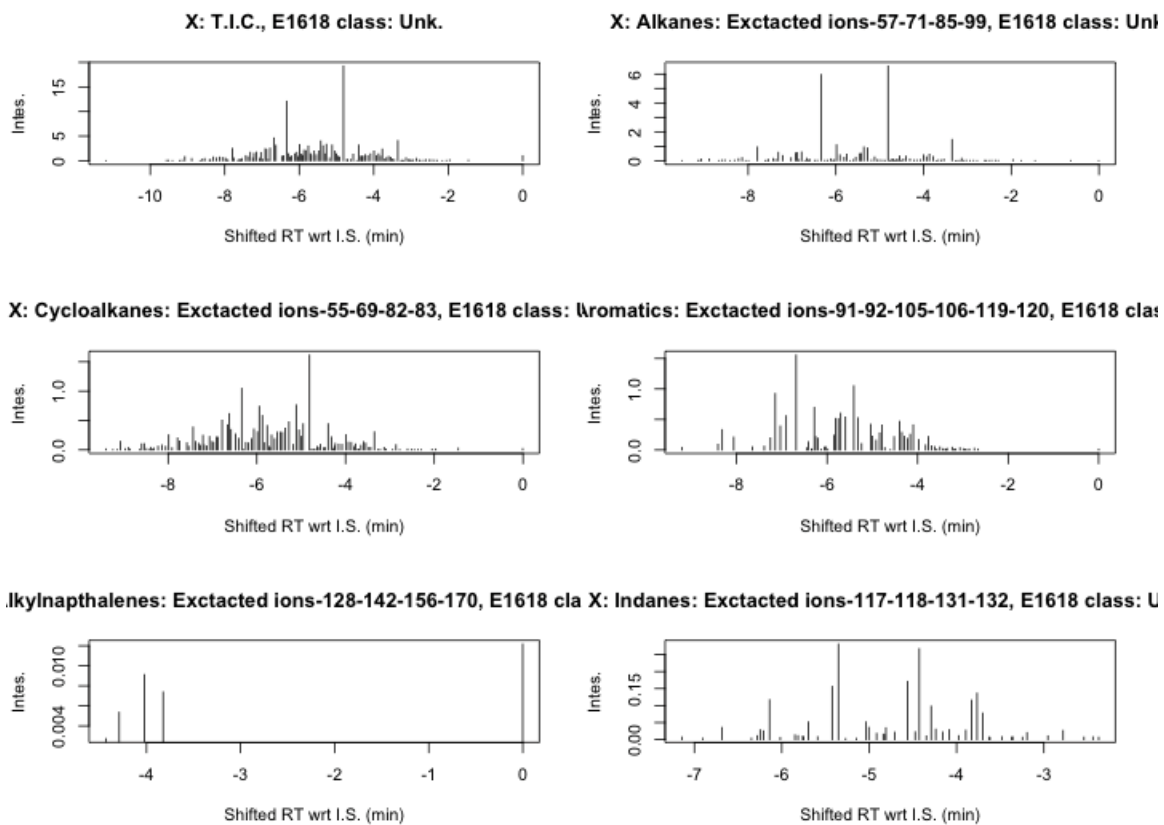 X: T.I.C., E1618 class: Unk.
Intes.
15
5
0
-10
-8
-6
-4
-2
0
Shifted RT wrt I.S. (min)
X: Alkanes: Exctacted ions-57-71-85-99, E1618 class: Unk
Intes.
6
4
2
0
-8
-6
-4
-2
0
Shifted RT wrt I.S. (min)
X: Cycloalkanes: Exctacted ions-55-69-82-83, E1618 class: U
Intes.
1.0
0.0
-8
-6
-4
-2
0
Shifted RT wrt I.S. (min)
Aromatics: Exctacted ions-91-92-105-106-119-120, E1618 clas
Intes.
1.0
0.0
-8
-6
-4
-2
0
Shifted RT wrt I.S. (min)
lkylnapthalenes: Exctacted ions-128-142-156-170, E1618 cla
Intes.
0.010
0.004
-4
-3
-2
-1
0
Shifted RT wrt I.S. (min)
X: Indanes: Exctacted ions-117-118-131-132, E1618 class: U
Intes.
0.15
0.00
-7
-6
-5
-4
-3
Shifted RT wrt I.S. (min)